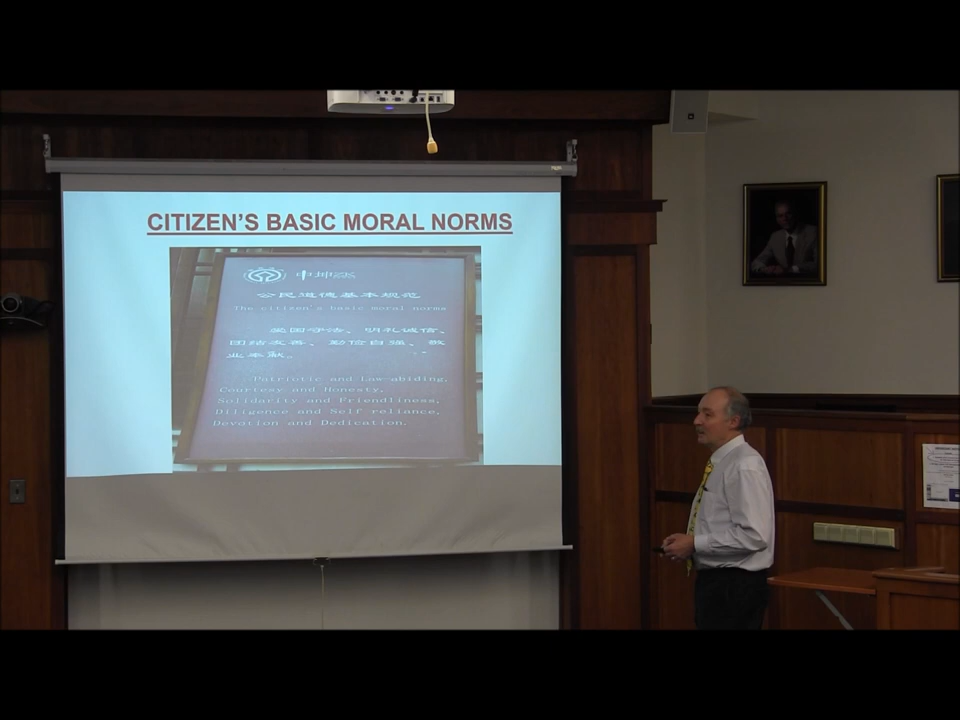 CITIZEN'S BASIC MORAL NORMS
公民道德基本规范
The citizen's basic moral norms
爱国守法、明礼诚信、
团结友善、勤俭自强、敬
业奉献。
Patriotic and Law-abiding,
Courtesy and Honesty,
Solidarity and Friendliness,
Diligence and Self reliance,
Devotion and Dedication.